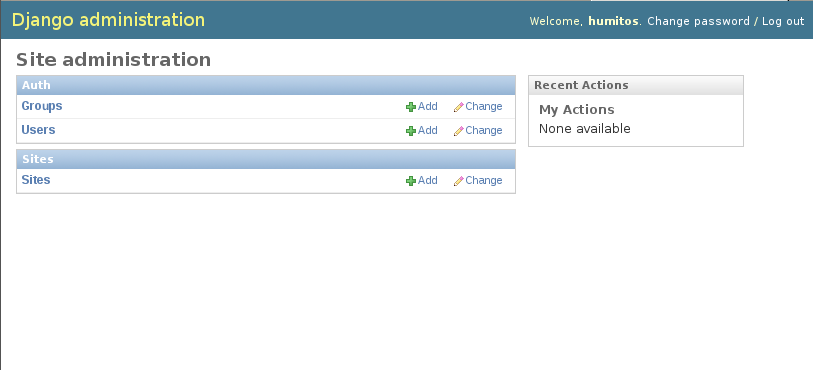 Django administration
Welcome, humitos. Change password / Log out
Site administration
Auth
Groups Add Change
Users Add Change
Sites
Sites Add Change
Recent Actions
My Actions
None available